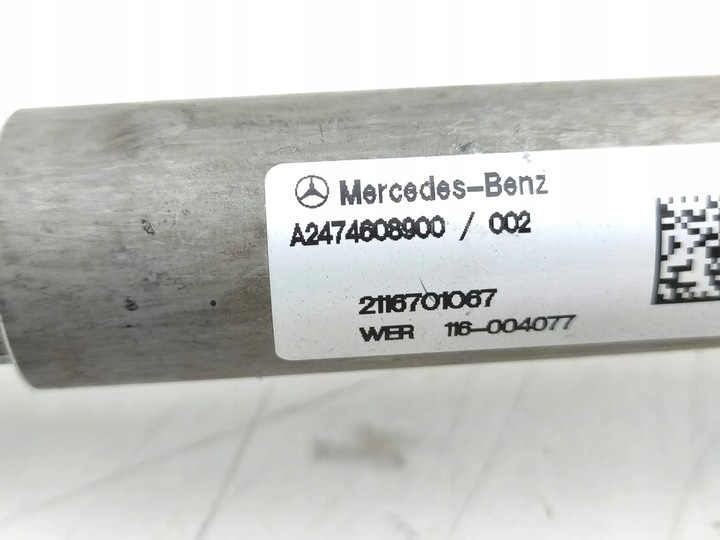 Mercedes-Benz
A2474608900 / 002
2116701067
WER 116-004077